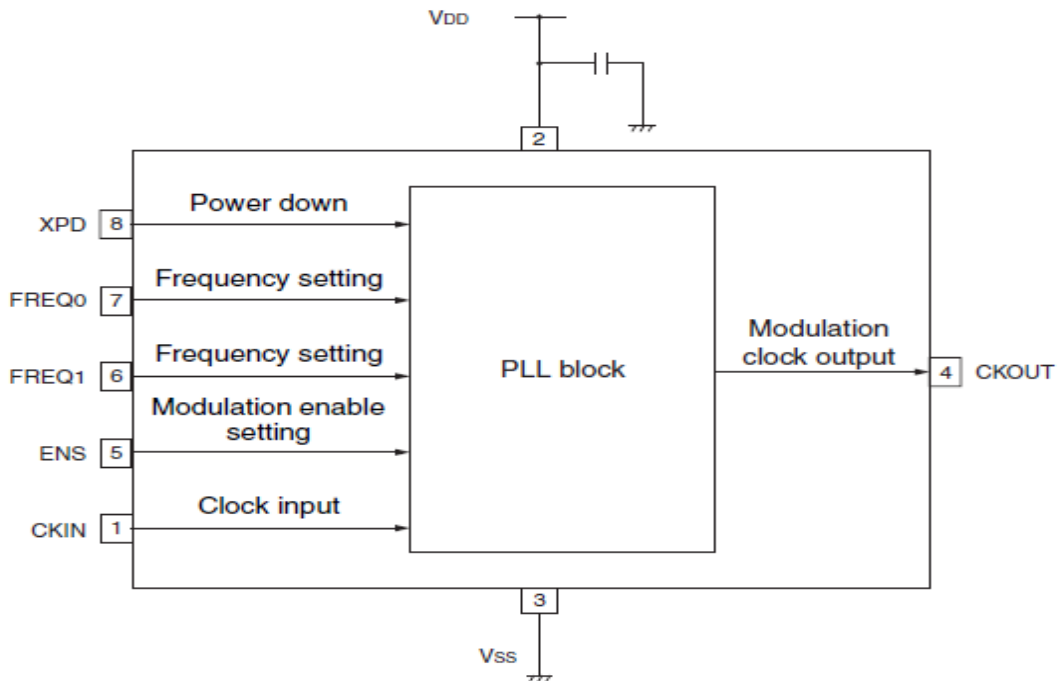 VDD
2
XPD 8 Power down
FREQ0 7 Frequency setting
FREQ1 6 Frequency setting
ENS 5 Modulation enable
setting
CKIN 1 Clock input
PLL block
Modulation
clock output
4 CKOUT
3
VSS